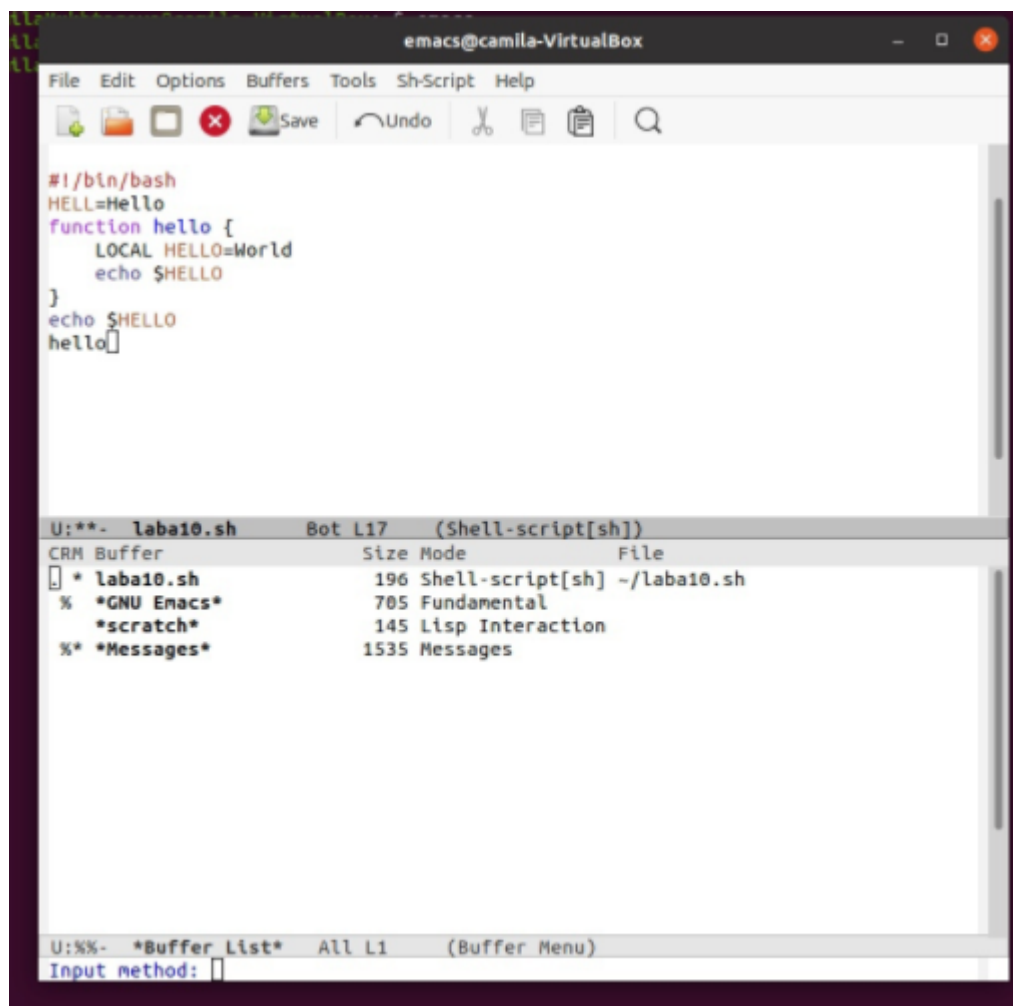 emacs@camila-VirtualBox
File Edit Options Buffers Tools Sh-Script Help
Save Undo
#!/bin/bash
HELL=Hello
function hello {
    LOCAL HELLO=World
    echo $HELLO
}
echo $HELLO
hello
U:**- laba10.sh Bot L17 (Shell-script[sh])
CRM Buffer Size Mode File
. * laba10.sh 196 Shell-script[sh] ~/laba10.sh
% *GNU Emacs* 705 Fundamental
*scratch* 145 Lisp Interaction
%* *Messages* 1535 Messages
U:%%- *Buffer List* All L1 (Buffer Menu)
Input method: